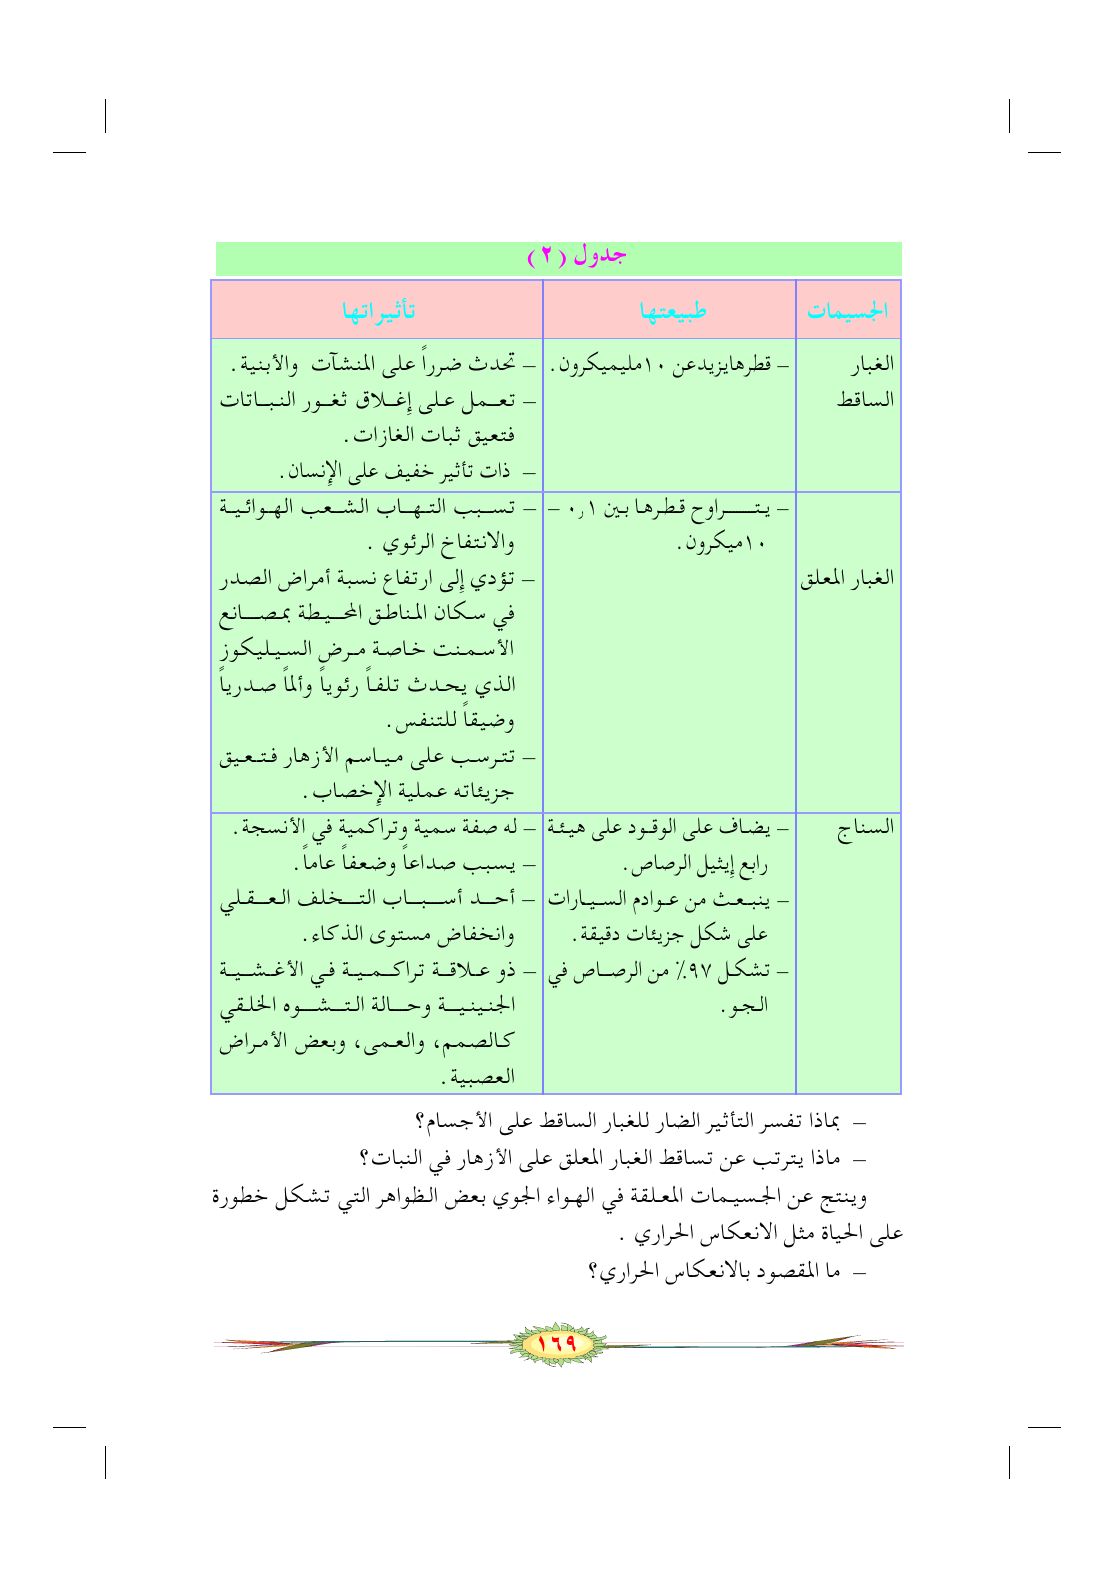 جدول (٢)
الجسيمات
طبيعتها
تأثيراتها
الغبار
الساقط
– قطرهايزيدعن ١٠مليميكرون.
– تحدث ضرراً على المنشآت والأبنية.
– تعمل على إغلاق ثغور النباتات
فتعيق ثبات الغازات.
– ذات تأثير خفيف على الإنسان.
الغبار المعلق
– يتراوح قطرها بين ٠٫١ –
١٠ميكرون.
– تسبب التهاب الشعب الهوائية
والانتفاخ الرئوي .
– تؤدي إلى ارتفاع نسبة أمراض الصدر
في سكان المناطق المحيطة بمصانع
الأسمنت خاصة مرض السيليكوز
الذي يحدث تلفاً رئوياً وألماً صدرياً
وضيقاً للتنفس.
– تترسب على مياسم الأزهار فتعيق
جزيئاته عملية الإخصاب.
السناج
– يضاف على الوقود على هيئة
رابع إيثيل الرصاص.
– ينبعث من عوادم السيارات
على شكل جزيئات دقيقة.
– تشكل ٩٧٪ من الرصاص في
الجو.
– له صفة سمية وتراكمية في الأنسجة.
– يسبب صداعاً وضعفاً عاماً.
– أحد أسباب التخلف العقلي
وانخفاض مستوى الذكاء.
– ذو علاقة تراكمية في الأغشية
الجنينية وحالة التشوه الخلقي
كالصمم، والعمى، وبعض الأمراض
العصبية.
– بماذا تفسر التأثير الضار للغبار الساقط على الأجسام؟
– ماذا يترتب عن تساقط الغبار المعلق على الأزهار في النبات؟
وينتج عن الجسيمات المعلقة في الهواء الجوي بعض الظواهر التي تشكل خطورة
على الحياة مثل الانعكاس الحراري .
– ما المقصود بالانعكاس الحراري؟
١٦٩